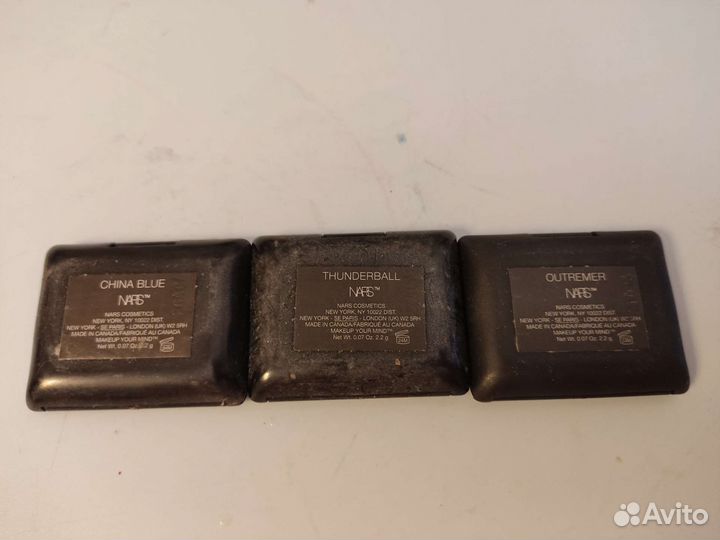 CHINA BLUE
NARS™
NARS COSMETICS
NEW YORK, NY 10022 DIST.
NEW YORK - SE PARIS - LONDON (UK) W2 5RH
MADE IN CANADA/FABRIQUÉ AU CANADA
MAKEUP YOUR MIND™
Net Wt. 0.07 Oz. 2.2 g
THUNDERBALL
NARS™
NARS COSMETICS
NEW YORK, NY 10022 DIST.
NEW YORK - SE PARIS - LONDON (UK) W2 5RH
MADE IN CANADA/FABRIQUÉ AU CANADA
MAKEUP YOUR MIND™
Net Wt. 0.07 Oz. 2.2 g
24M
OUTREMER
NARS™
NARS COSMETICS
NEW YORK, NY 10022 DIST.
NEW YORK - SE PARIS - LONDON (UK) W2 5RH
MADE IN CANADA/FABRIQUÉ AU CANADA
MAKEUP YOUR MIND™
Net Wt. 0.07 Oz. 2.2 g
Avito